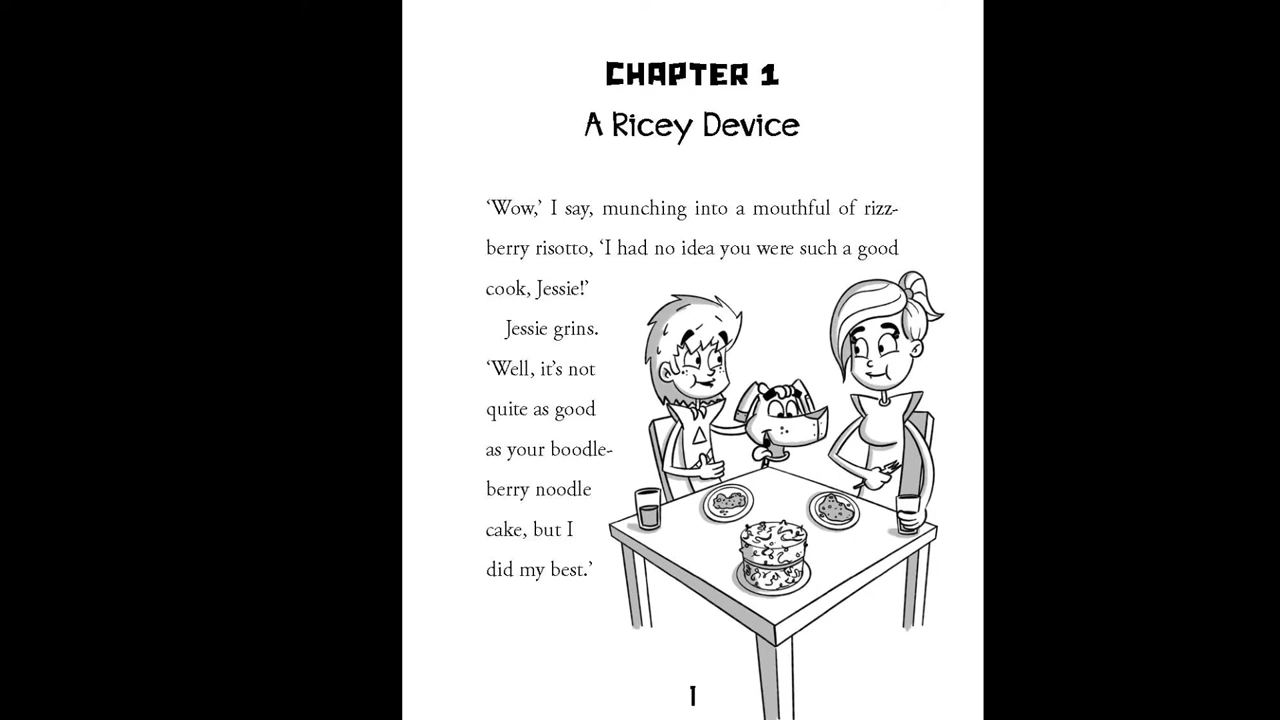 CHAPTER 1
A Ricey Device
‘Wow,’ I say, munching into a mouthful of rizz-
berry risotto, ‘I had no idea you were such a good
cook, Jessie!’
Jessie grins.
‘Well, it’s not
quite as good
as your boodle-
berry noodle
cake, but I
did my best.’
1